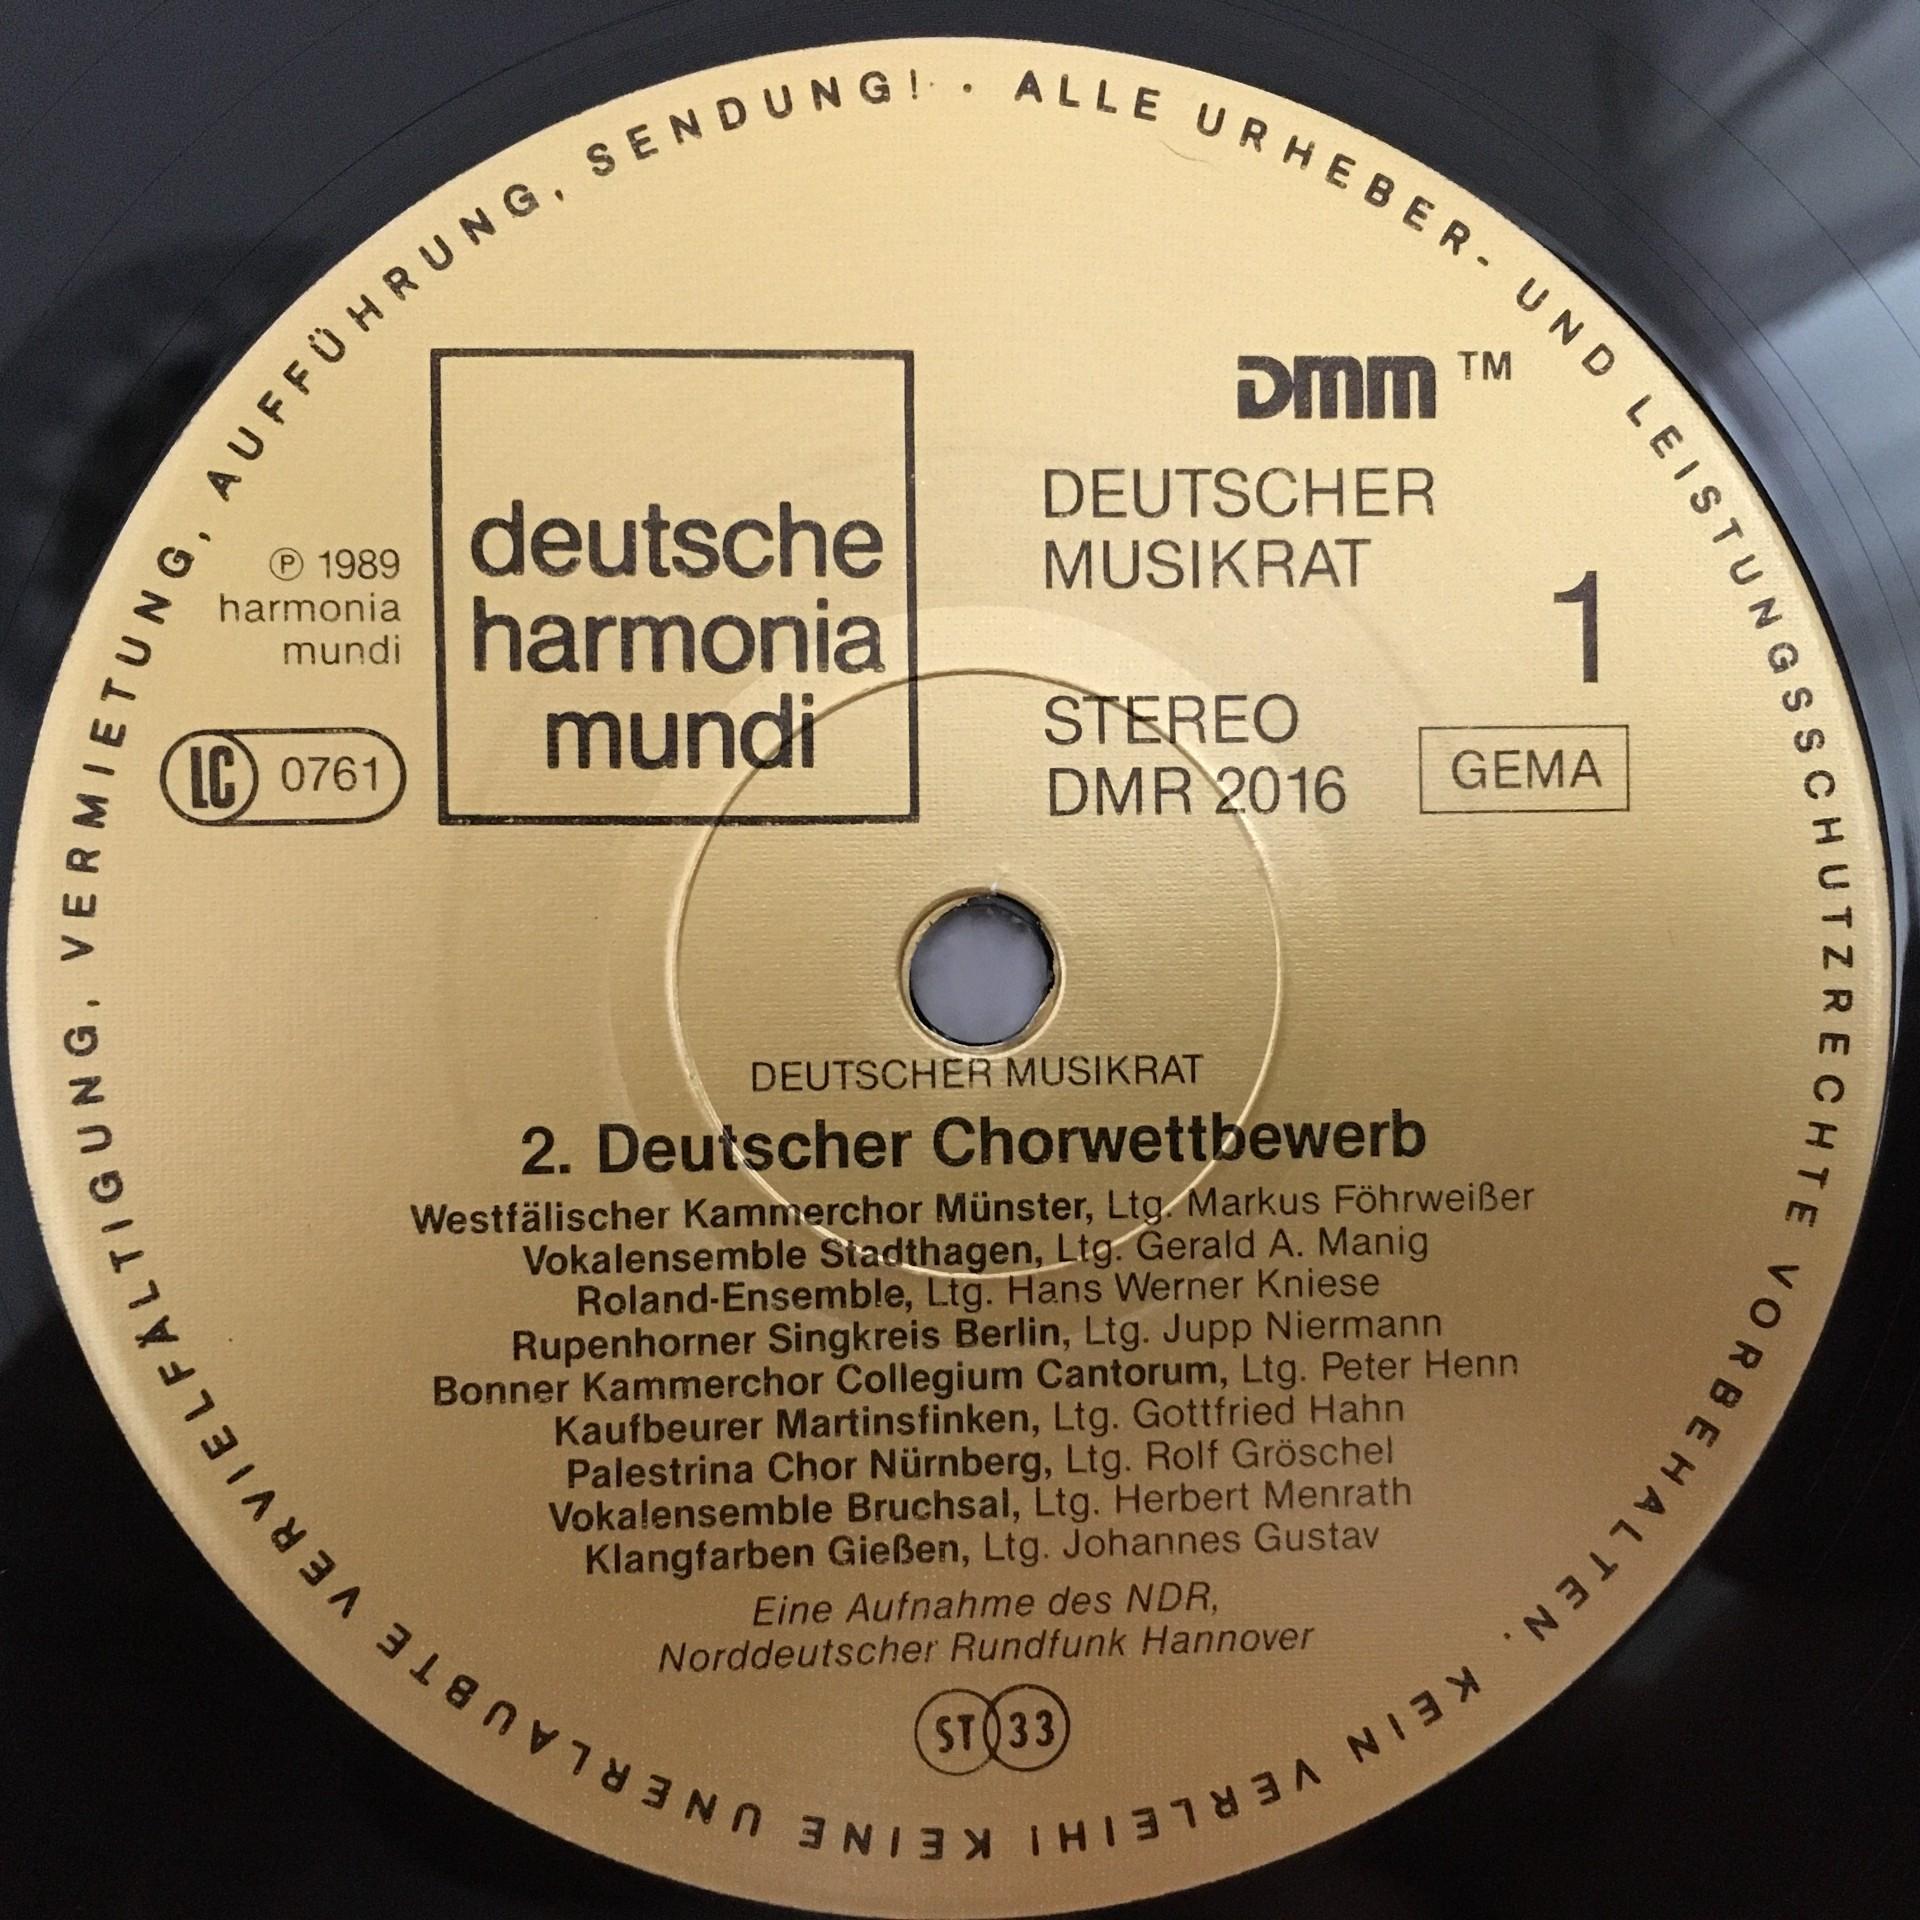 ALLE URHEBER- UND LEISTUNGSSCHUTZRECHTE VORBEHALTEN. KEIN VERLEIH! KEINE UNERLAUBTE VERVIELFÄLTIGUNG, VERMIETUNG, AUFFÜHRUNG, SENDUNG! ·
DMM ™
deutsche
harmonia
mundi
℗ 1989
harmonia
mundi
LC 0761
DEUTSCHER
MUSIKRAT
1
STEREO
DMR 2016
GEMA
DEUTSCHER MUSIKRAT
2. Deutscher Chorwettbewerb
Westfälischer Kammerchor Münster, Ltg. Markus Föhrweißer
Vokalensemble Stadthagen, Ltg. Gerald A. Manig
Roland-Ensemble, Ltg. Hans Werner Kniese
Rupenhorner Singkreis Berlin, Ltg. Jupp Niermann
Bonner Kammerchor Collegium Cantorum, Ltg. Peter Henn
Kaufbeurer Martinsfinken, Ltg. Gottfried Hahn
Palestrina Chor Nürnberg, Ltg. Rolf Gröschel
Vokalensemble Bruchsal, Ltg. Herbert Menrath
Klangfarben Gießen, Ltg. Johannes Gustav
Eine Aufnahme des NDR,
Norddeutscher Rundfunk Hannover
ST 33